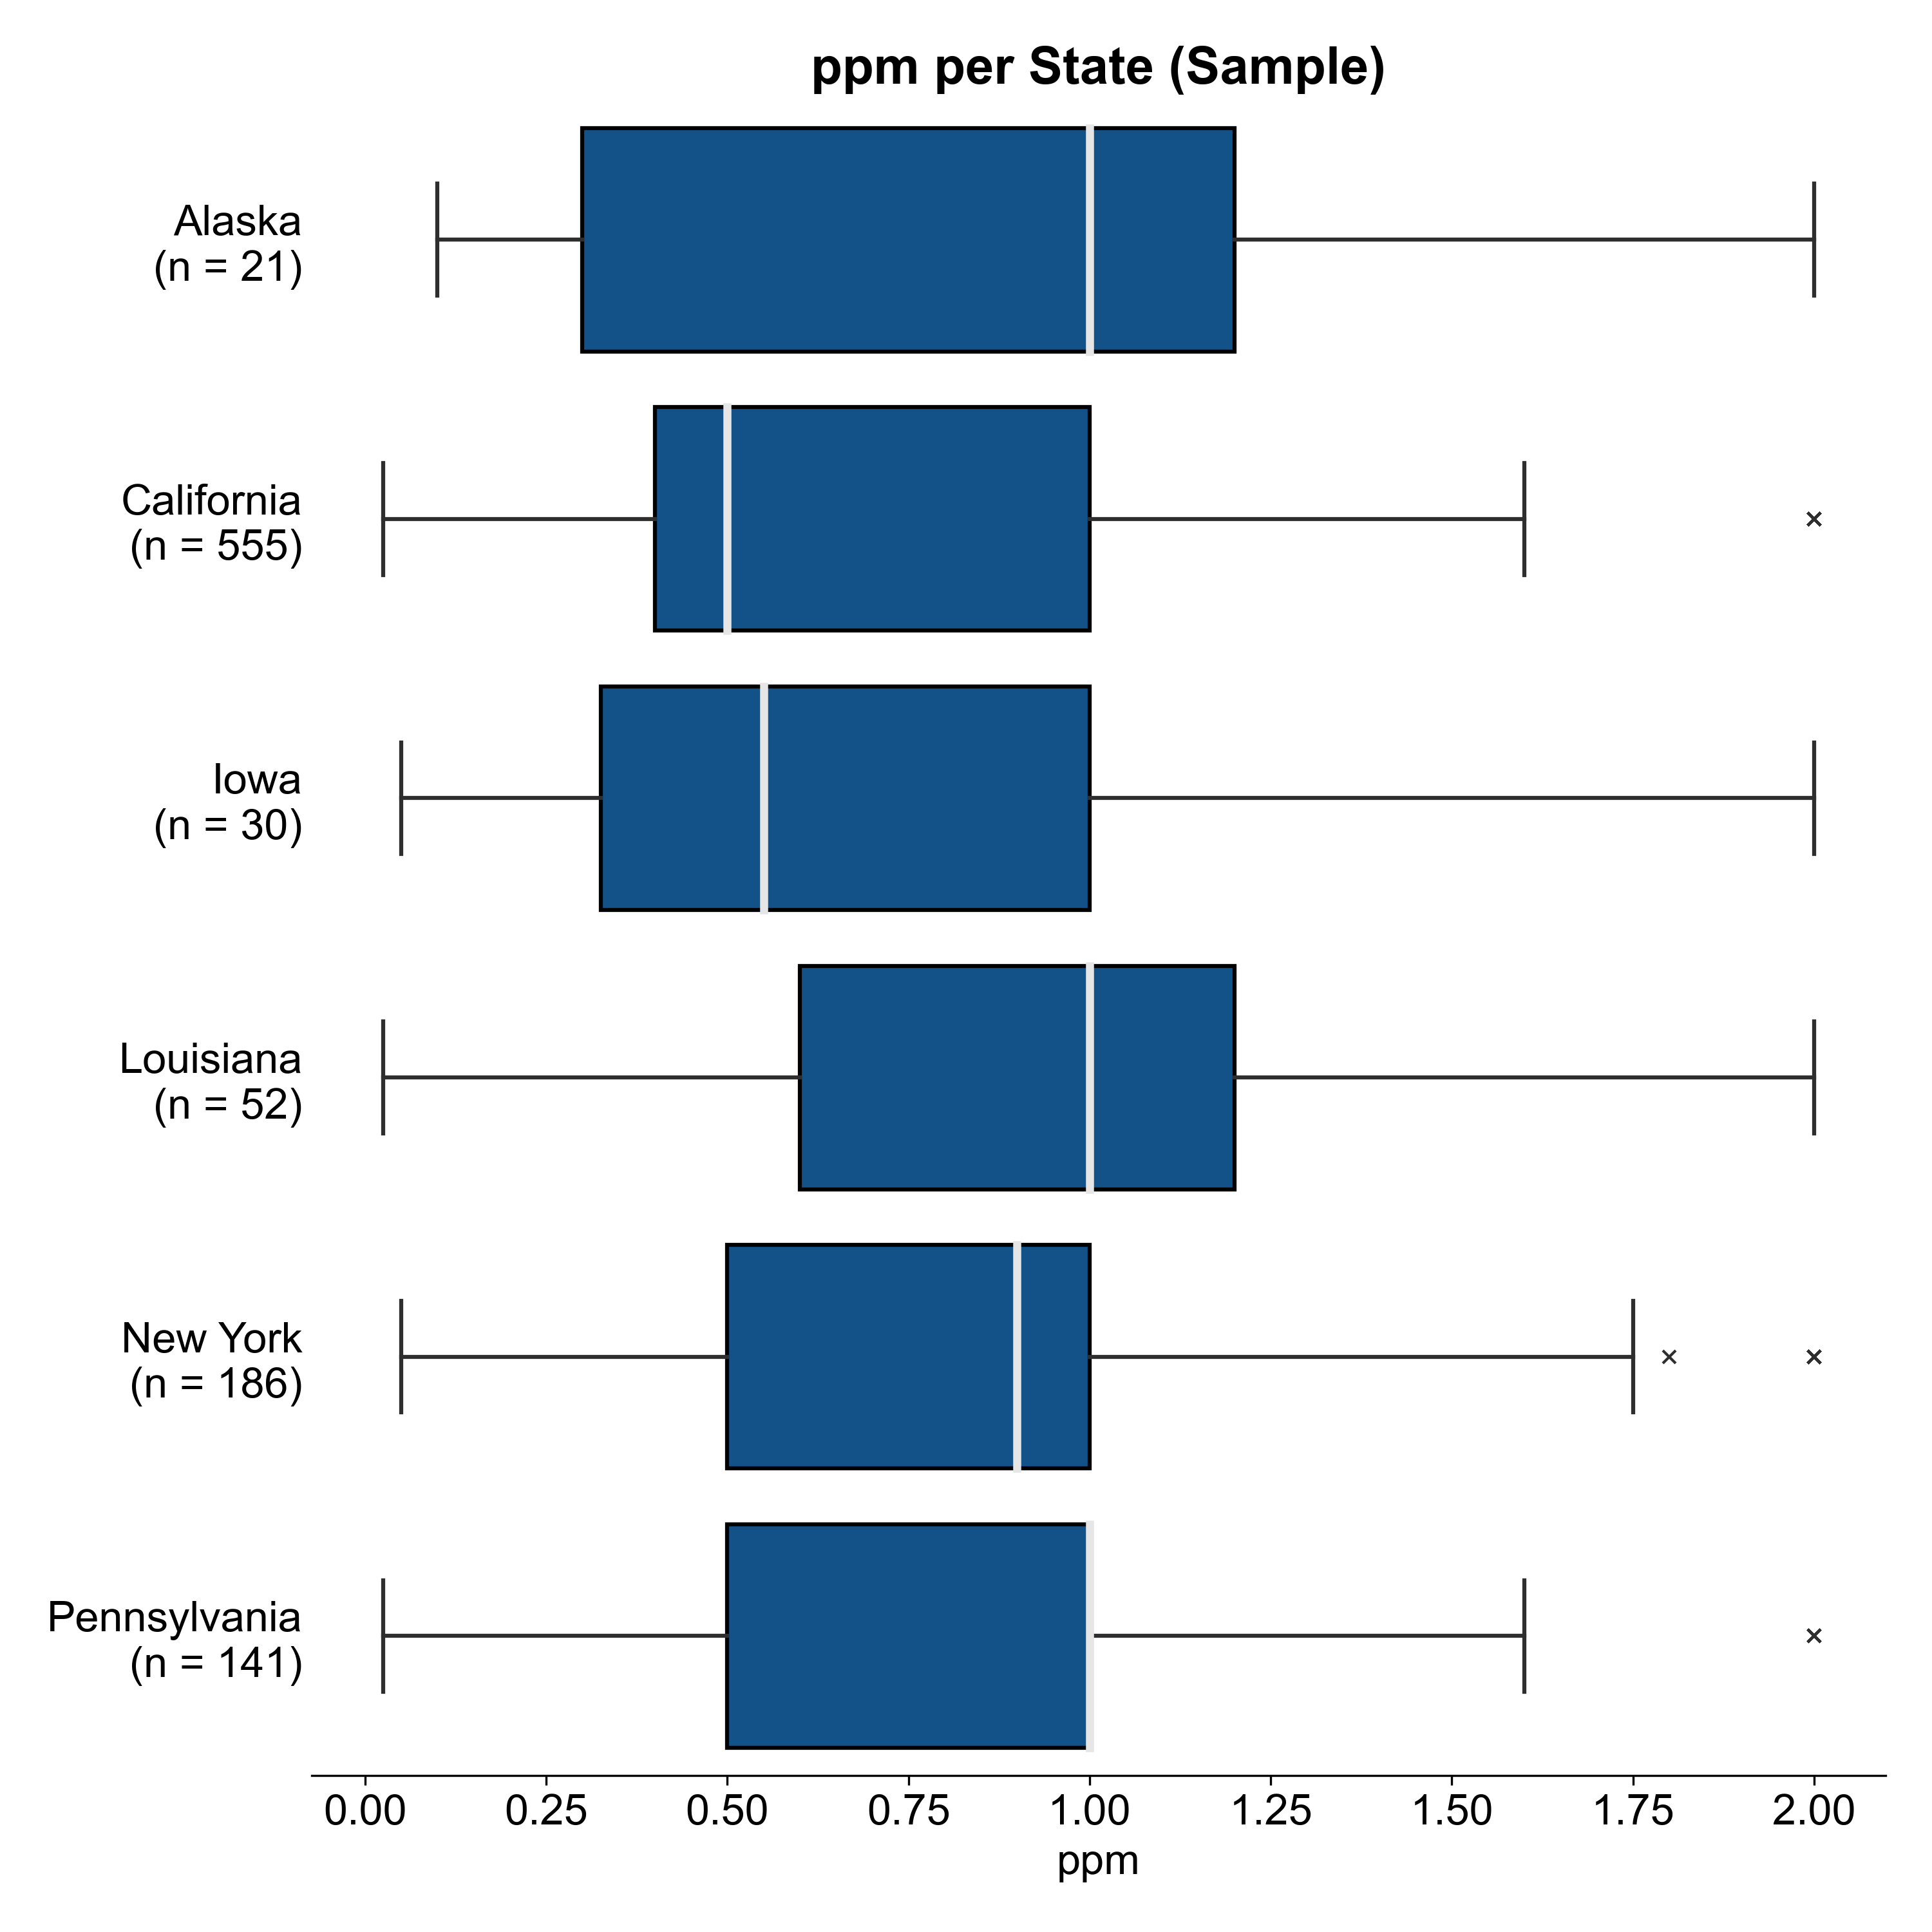 ppm per State (Sample)
Alaska
(n = 21)
California
(n = 555)
Iowa
(n = 30)
Louisiana
(n = 52)
New York
(n = 186)
Pennsylvania
(n = 141)
0.00 0.25 0.50 0.75 1.00 1.25 1.50 1.75 2.00
ppm